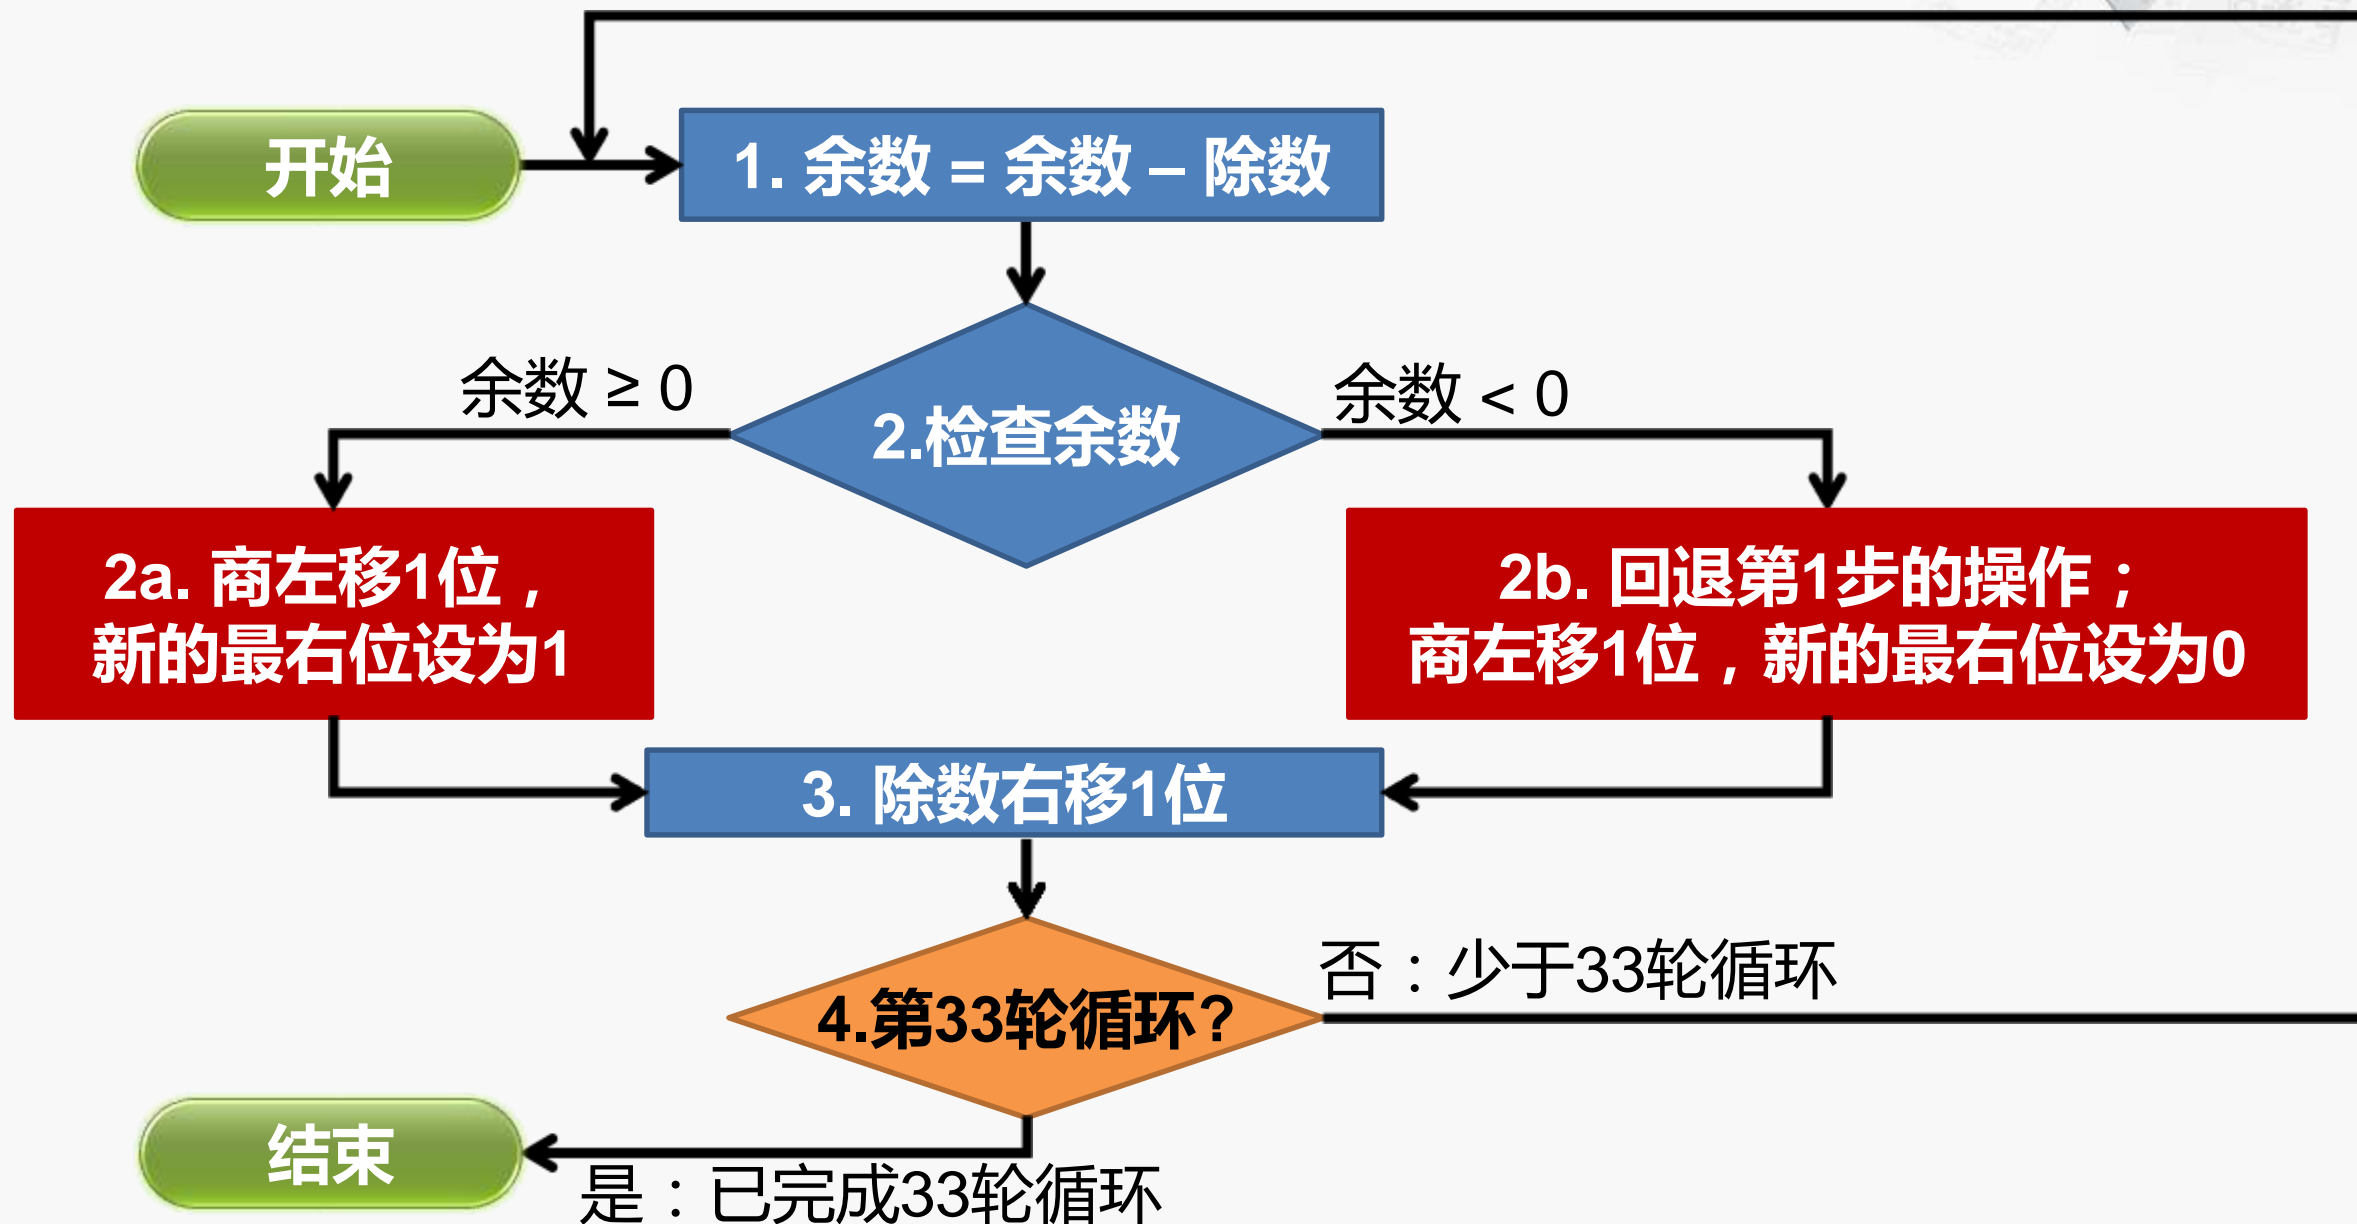 开始
1. 余数 = 余数 – 除数
余数 ≥ 0
余数 < 0
2.检查余数
2a. 商左移1位，
新的最右位设为1
2b. 回退第1步的操作；
商左移1位，新的最右位设为0
3. 除数右移1位
否：少于33轮循环
4.第33轮循环?
结束
是：已完成33轮循环